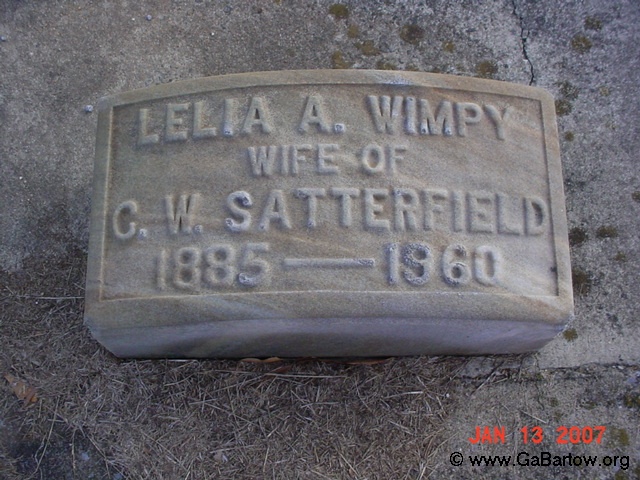 LELIA A. WIMPY
WIFE OF
C. W. SATTERFIELD
1885 — 1960
JAN 13 2007
© www.GaBartow.org